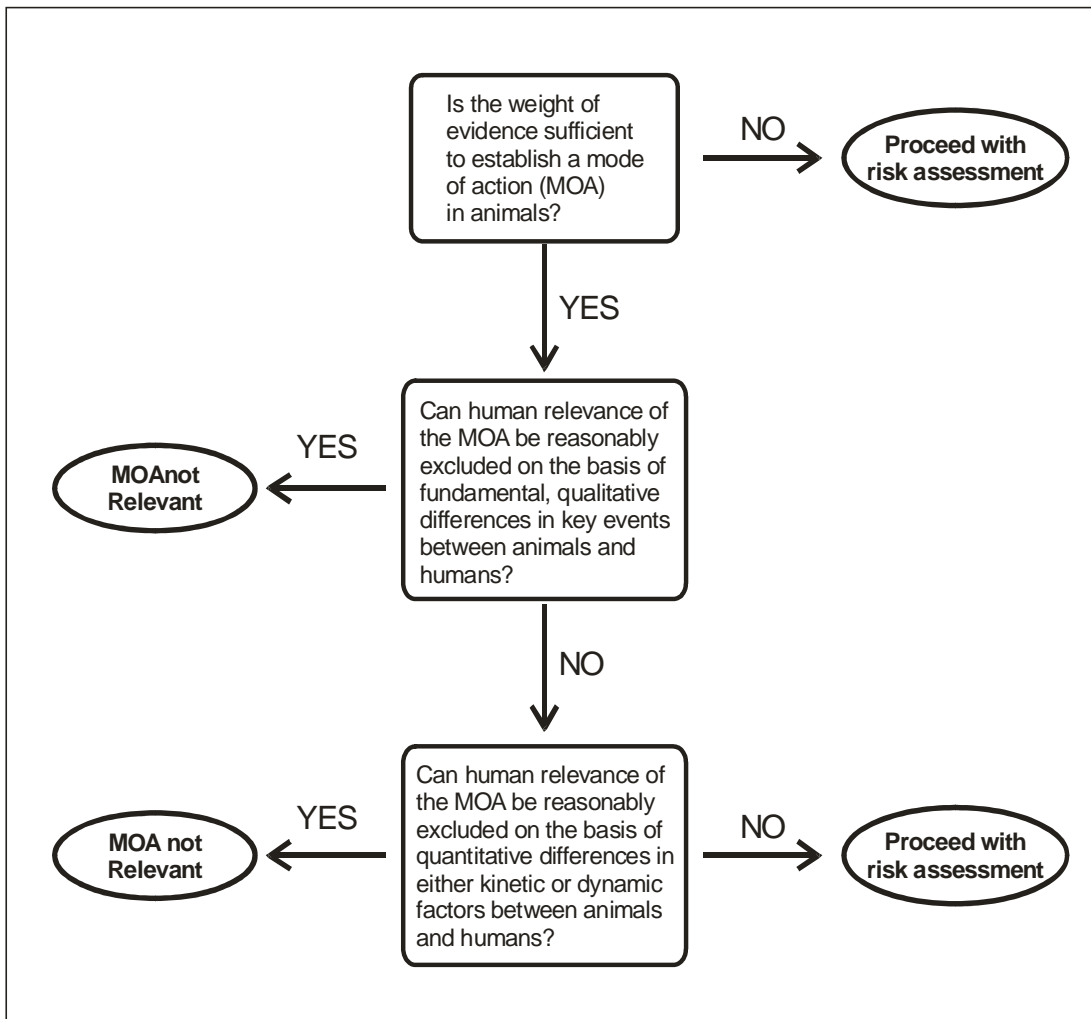 Is the weight of
evidence sufficient
to establish a mode
of action (MOA)
in animals?
NO
Proceed with
risk assessment
YES
Can human relevance of
the MOA be reasonably
excluded on the basis of
fundamental, qualitative
differences in key events
between animals and
humans?
YES
MOAnot
Relevant
NO
Can human relevance of
the MOA be reasonably
excluded on the basis of
quantitative differences in
either kinetic or dynamic
factors between animals
and humans?
YES
MOA not
Relevant
NO
Proceed with
risk assessment